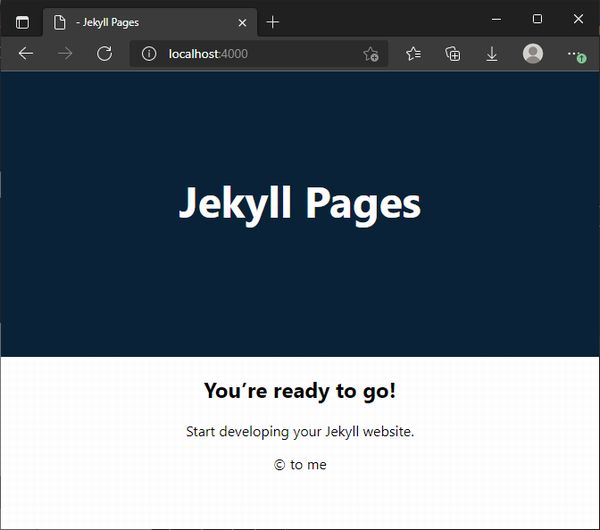 - Jekyll Pages
localhost:4000
Jekyll Pages
You’re ready to go!
Start developing your Jekyll website.
© to me